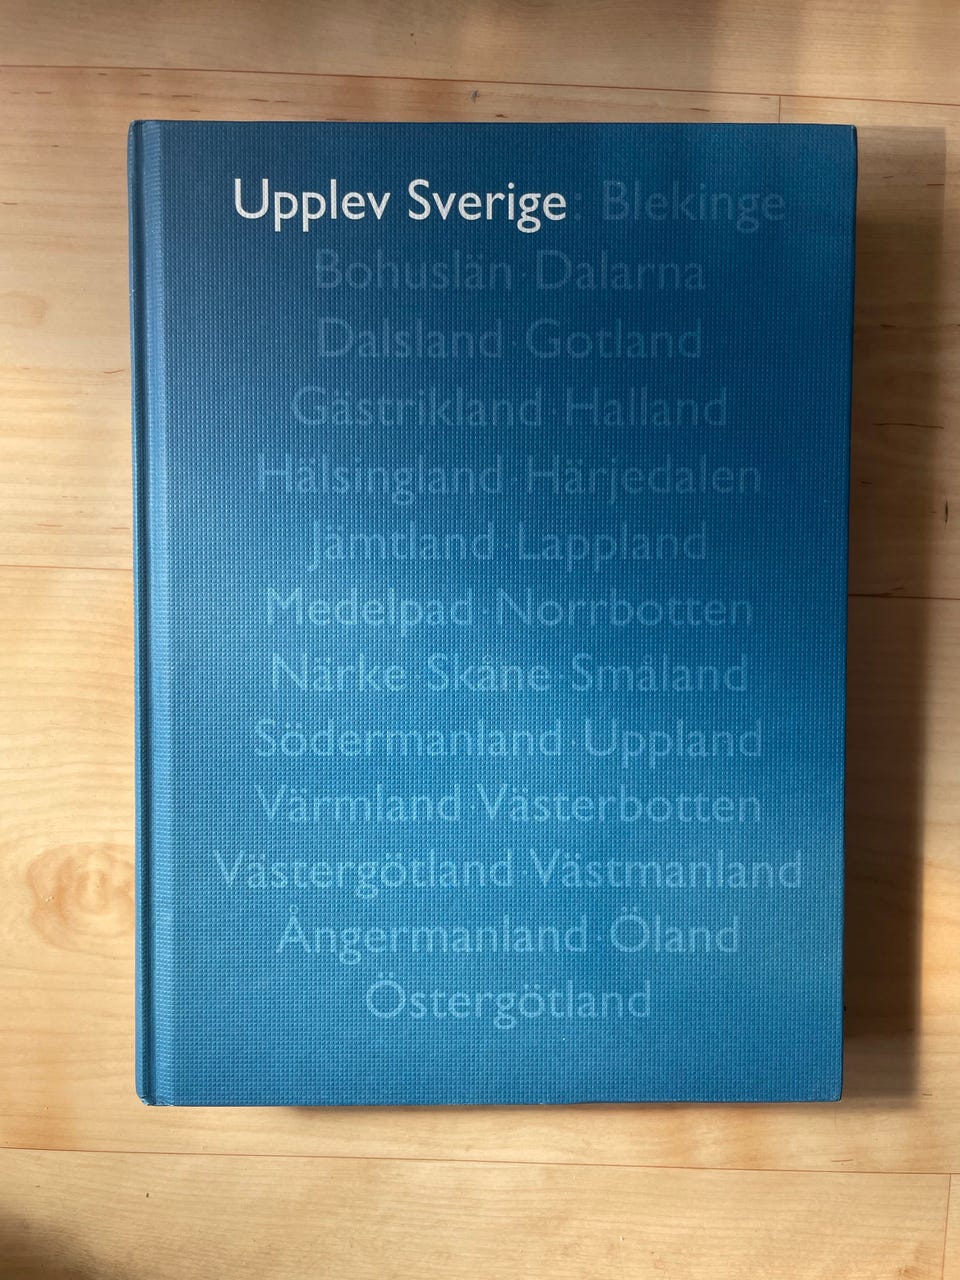 Upplev Sverige: Blekinge
Bohuslän·Dalarna
Dalsland·Gotland
Gästrikland·Halland
Hälsingland·Härjedalen
Jämtland·Lappland
Medelpad·Norrbotten
Närke·Skåne·Småland
Södermanland·Uppland
Värmland·Västerbotten
Västergötland·Västmanland
Ångermanland·Öland
Östergötland